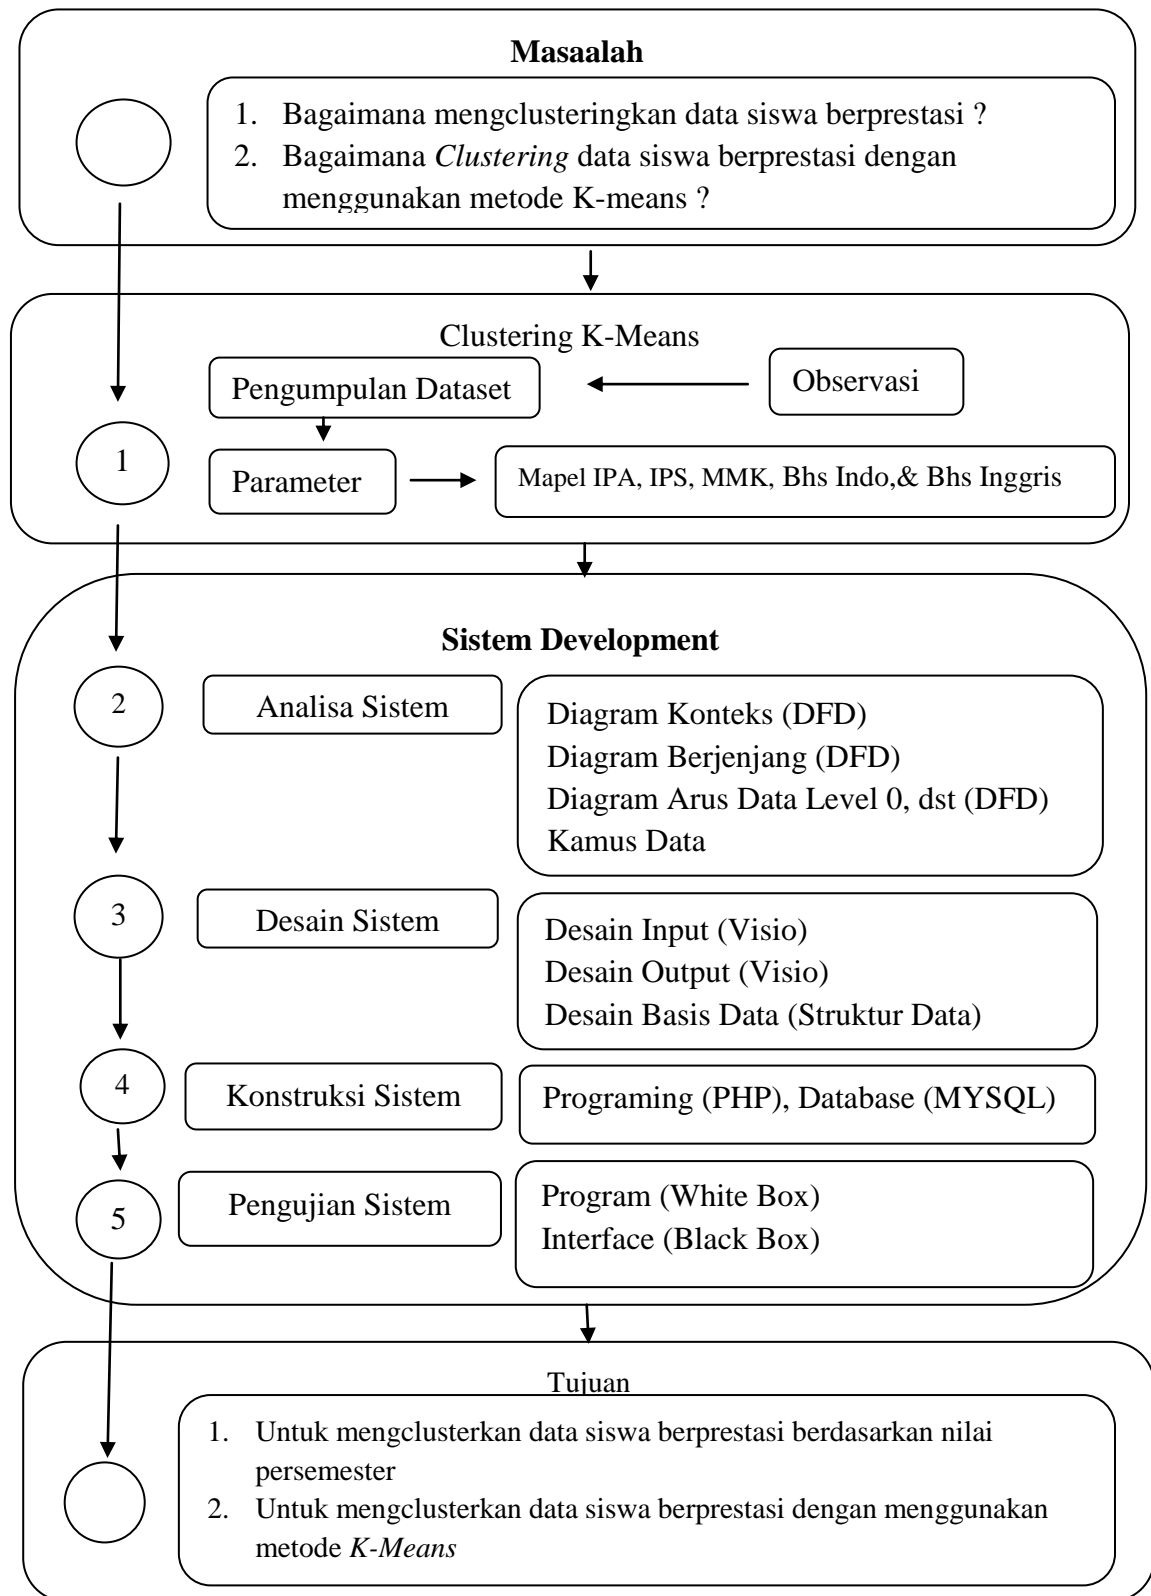 Masaalah
1. Bagaimana mengclusteringkan data siswa berprestasi ?
2. Bagaimana Clustering data siswa berprestasi dengan
menggunakan metode K-means ?
Clustering K-Means
Pengumpulan Dataset
Observasi
1
Parameter
Mapel IPA, IPS, MMK, Bhs Indo,& Bhs Inggris
Sistem Development
2
Analisa Sistem
Diagram Konteks (DFD)
Diagram Berjenjang (DFD)
Diagram Arus Data Level 0, dst (DFD)
Kamus Data
3
Desain Sistem
Desain Input (Visio)
Desain Output (Visio)
Desain Basis Data (Struktur Data)
4
Konstruksi Sistem
Programing (PHP), Database (MYSQL)
5
Pengujian Sistem
Program (White Box)
Interface (Black Box)
Tujuan
1. Untuk mengclusterkan data siswa berprestasi berdasarkan nilai
persemester
2. Untuk mengclusterkan data siswa berprestasi dengan menggunakan
metode K-Means